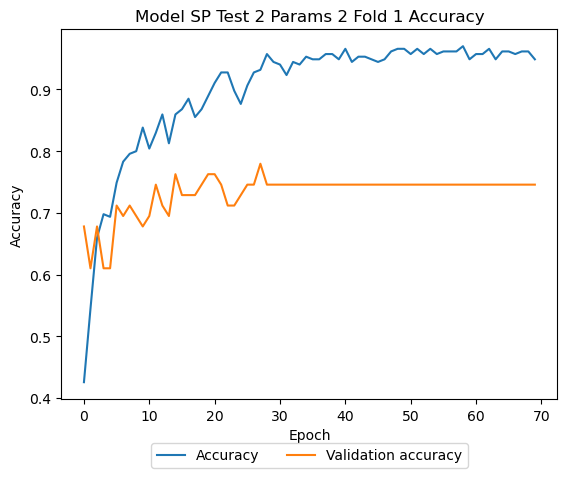 Model SP Test 2 Params 2 Fold 1 Accuracy
0.9
0.8
0.7
0.6
0.5
0.4
Accuracy
0 10 20 30 40 50 60 70
Epoch
Accuracy Validation accuracy